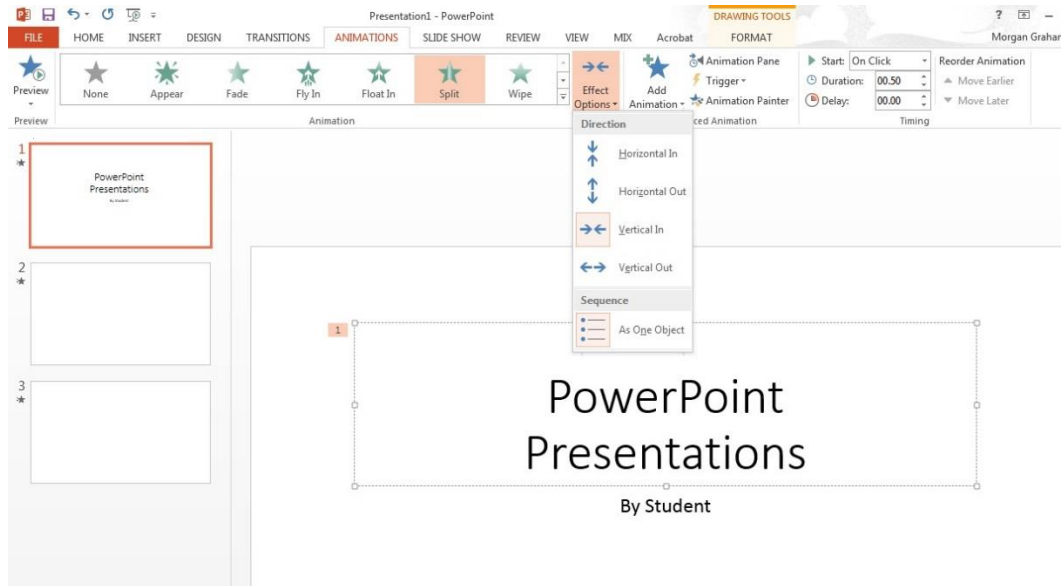 Presentation1 - PowerPoint
DRAWING TOOLS
?
FILE HOME INSERT DESIGN TRANSITIONS ANIMATIONS SLIDE SHOW REVIEW VIEW MIX Acrobat FORMAT Morgan Grahar
Preview
None
Appear
Fade
Fly In
Float In
Split
Wipe
Effect
Options
Add
Animation
Animation Pane
Trigger
Animation Painter
Start: On Click
Duration: 00.50
Delay: 00.00
Reorder Animation
Move Earlier
Move Later
Preview
Animation
ced Animation
Timing
Direction
Horizontal In
Horizontal Out
Vertical In
Vertical Out
Sequence
As One Object
1
PowerPoint
Presentations
By Student
2
3
1
PowerPoint
Presentations
By Student